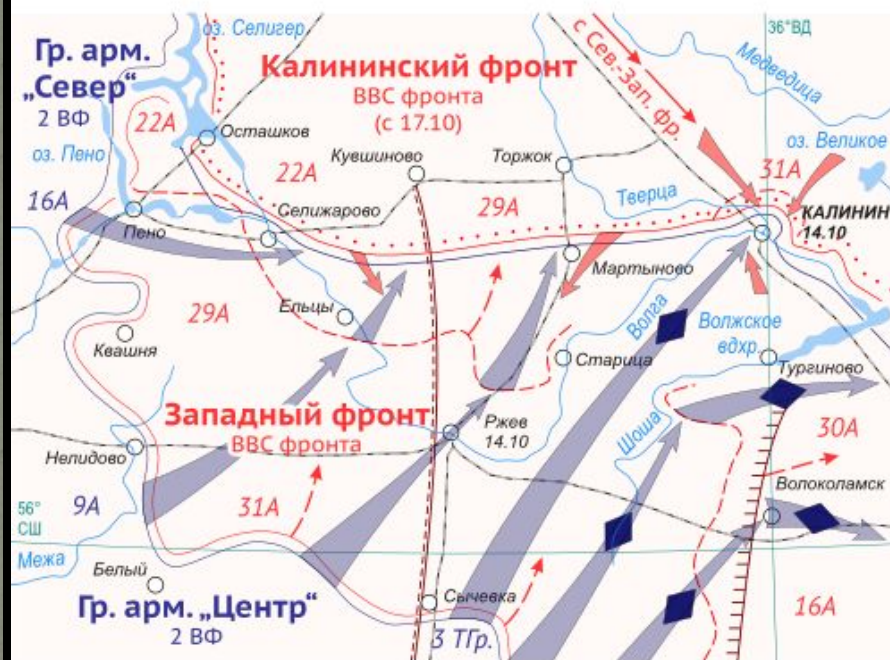 оз. Селигер
Гр. арм.
„Север“
2 ВФ
22А
оз. Пено
16А
Пено
Осташков
Калининский фронт
ВВС фронта
(с 17.10)
22А
Кувшиново
Торжок
с Сев.-Зап. фр.
36°ВД
Медведица
оз. Великое
31А
Тверца
КАЛИНИН
14.10
Селижарово
29А
Мартыново
29А
Ельцы
Квашня
Волга
Волжское
вдхр.
Старица
Тургиново
Западный фронт
ВВС фронта
Ржев
14.10
Шоша
30А
Нелидово
9А
31А
Волоколамск
56°
СШ
Межа
Белый
Гр. арм. „Центр“
2 ВФ
Сычевка
3 ТГр.
16А